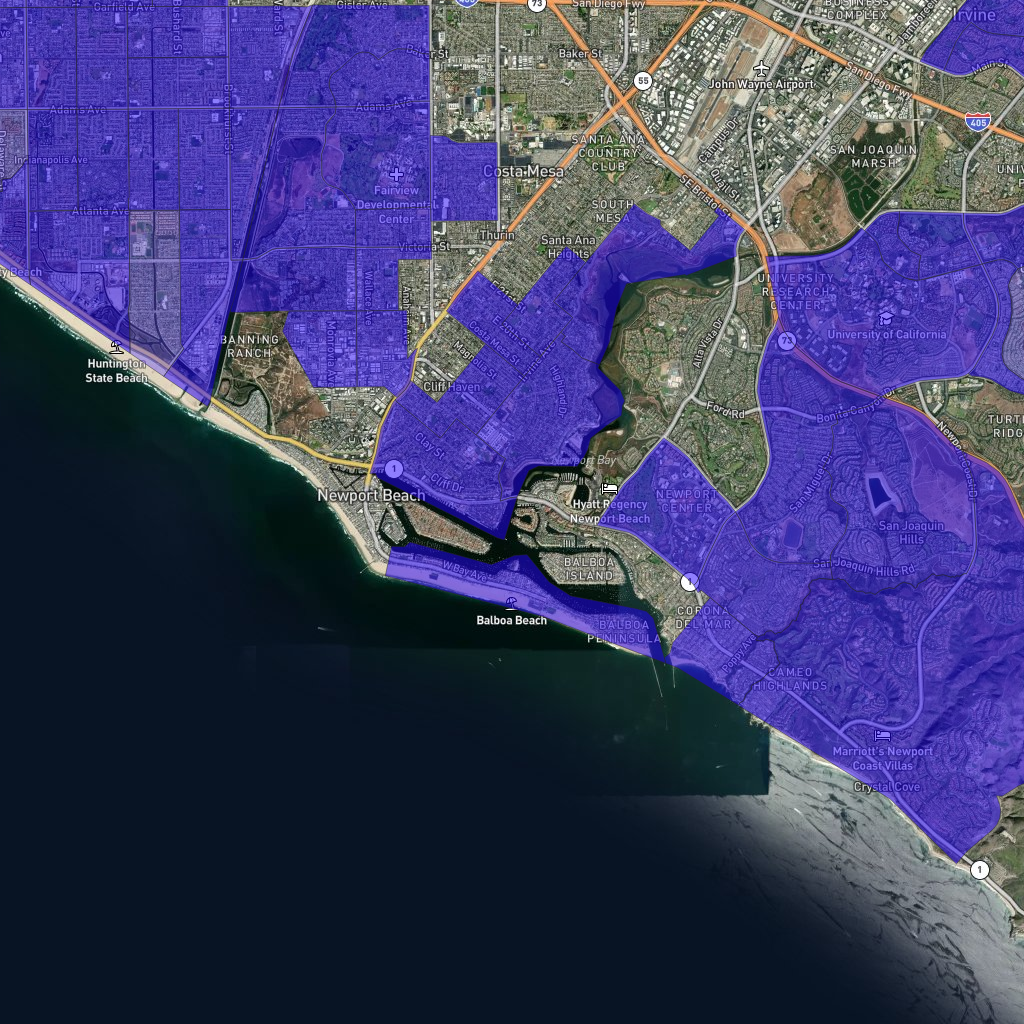 Garfield Ave
Gisler Ave
405
73
San Diego Fwy
BUSINESS
COMPLEX
Irvine
Bushard St
Baker St
Baker St
Main St
55
John Wayne Airport
San Diego Fwy
405
Adams Ave
Adams Ave
Brookhurst St
Campus Dr
Indianapolis Ave
SANTA ANA
COUNTRY
CLUB
SAN JOAQUIN
MARSH
Costa Mesa
Fairview
Developmental
Center
Quail St
SE Bristol St
Atlanta Ave
SOUTH
MESA
Thurin
Victoria St
Santa Ana
Heights
E 21st St
Wallace Ave
UNIVERSITY
RESEARCH
CENTER
University of California
73
E 20th St
Costa Mesa St
BANNING
RANCH
Monrovia Ave
Alta Vista Dr
Huntington
State Beach
Highland Dr
Magnolia St
Cliff Haven
Bonita Canyon Dr
Ford Rd
TURTLE
RIDGE
Clay St
San Miguel Dr
1
Cliff Dr
Newport Bay
Newport Beach
Hyatt Regency
Newport Beach
NEWPORT
CENTER
San Joaquin
Hills
W Bay Ave
BALBOA
ISLAND
San Joaquin Hills Rd
1
Balboa Beach
BALBOA
PENINSULA
CORONA
DEL MAR
Poppy Ave
CAMEO
HIGHLANDS
Marriott's Newport
Coast Villas
Crystal Cove
1